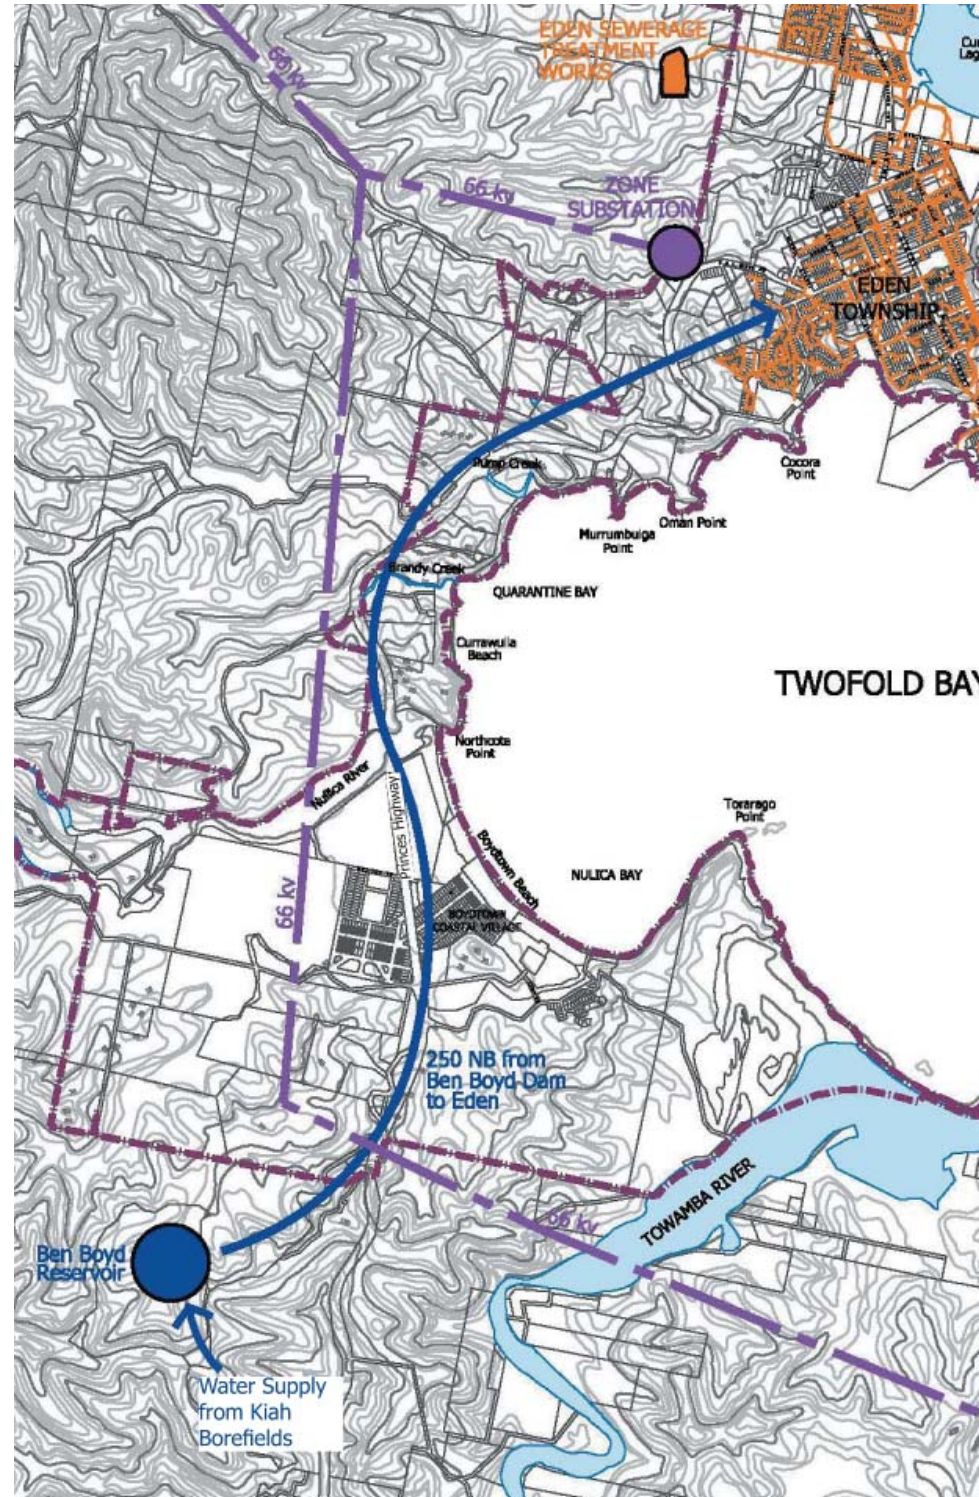 EDEN SEWERAGE
TREATMENT
WORKS
66 kv
66 kv
ZONE
SUBSTATION
EDEN
TOWNSHIP
Pump Creek
Cocora
Point
Oman Point
Murrumbulga
Point
Brandy Creek
QUARANTINE BAY
Currawulla
Beach
TWOFOLD BAY
Northcote
Point
Nullica River
Princes Highway
Torarago
Point
Boydtown Beach
NULICA BAY
66 kv
BOYDTOWN
COASTAL VILLAGE
250 NB from
Ben Boyd Dam
to Eden
TOWAMBA RIVER
66 kv
Ben Boyd
Reservoir
Water Supply
from Kiah
Borefields